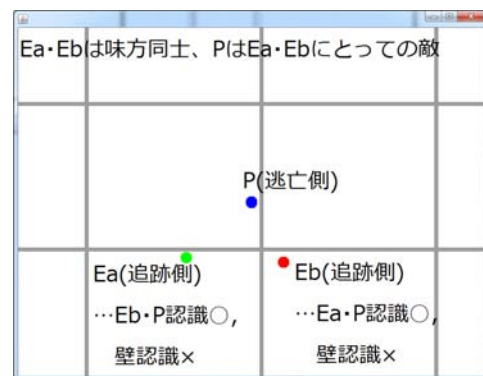 Ea・Ebは味方同士、PはEa・Ebにとっての敵
P(逃亡側)
Ea(追跡側)
…Eb・P認識○,
壁認識×
Eb(追跡側)
…Ea・P認識○,
壁認識×